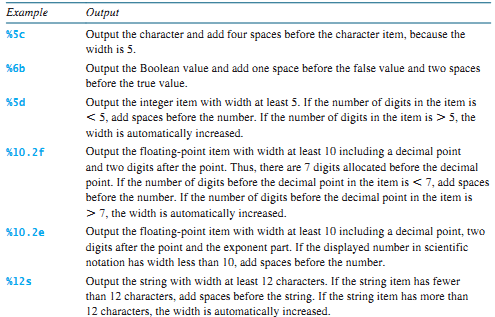 Example Output
%5c Output the character and add four spaces before the character item, because the
width is 5.
%6b Output the Boolean value and add one space before the false value and two spaces
before the true value.
%5d Output the integer item with width at least 5. If the number of digits in the item is
< 5, add spaces before the number. If the number of digits in the item is > 5, the
width is automatically increased.
%10.2f Output the floating-point item with width at least 10 including a decimal point
and two digits after the point. Thus, there are 7 digits allocated before the decimal
point. If the number of digits before the decimal point in the item is < 7, add spaces
before the number. If the number of digits before the decimal point in the item is
> 7, the width is automatically increased.
%10.2e Output the floating-point item with width at least 10 including a decimal point, two
digits after the point and the exponent part. If the displayed number in scientific
notation has width less than 10, add spaces before the number.
%12s Output the string with width at least 12 characters. If the string item has fewer
than 12 characters, add spaces before the string. If the string item has more than
12 characters, the width is automatically increased.